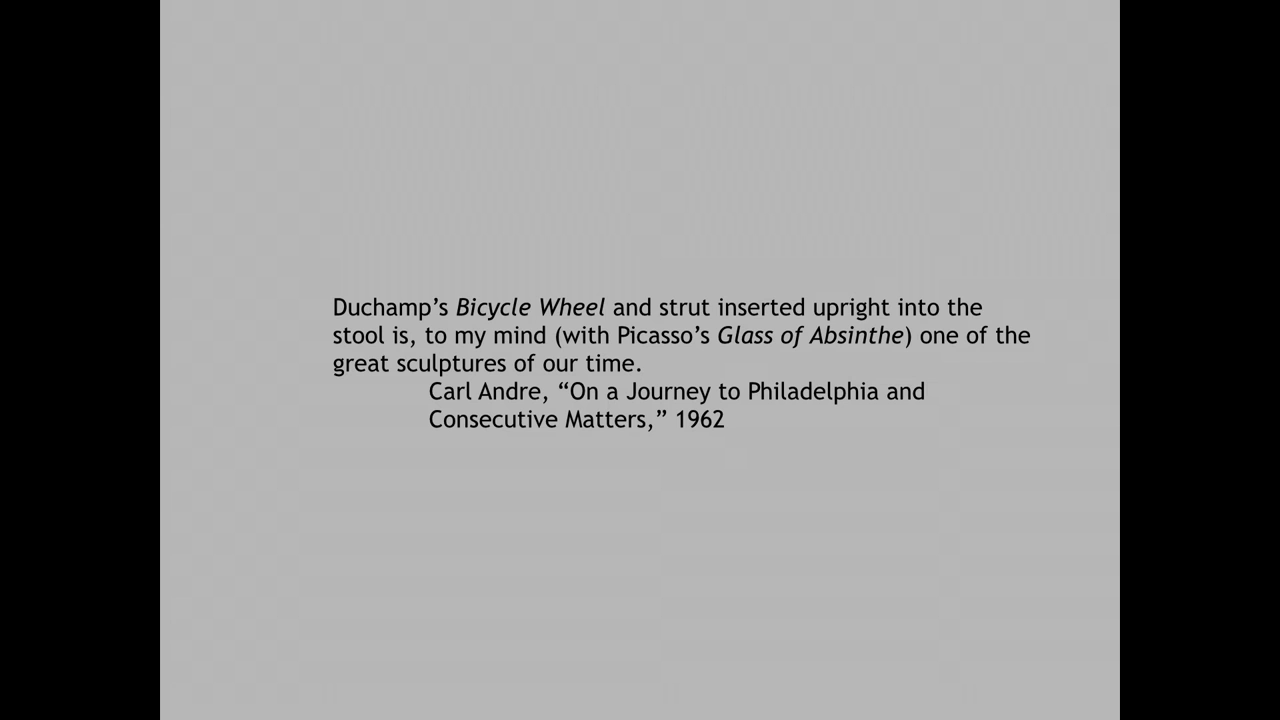 Duchamp’s Bicycle Wheel and strut inserted upright into the
stool is, to my mind (with Picasso’s Glass of Absinthe) one of the
great sculptures of our time.
Carl Andre, “On a Journey to Philadelphia and
Consecutive Matters,” 1962